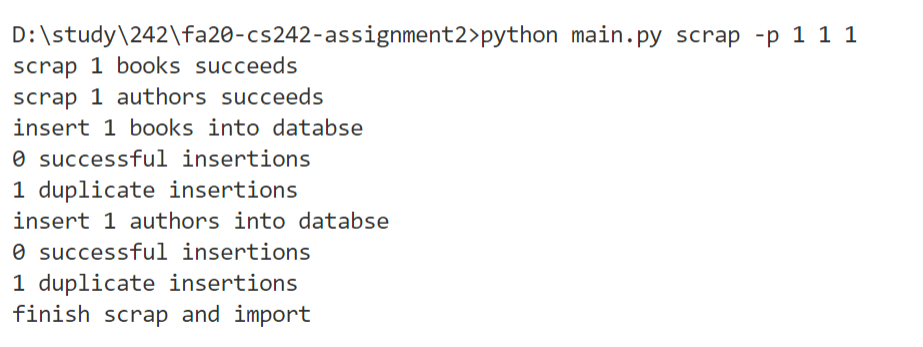 D:\study\242\fa20-cs242-assignment2>python main.py scrap -p 1 1 1
scrap 1 books succeeds
scrap 1 authors succeeds
insert 1 books into databse
0 successful insertions
1 duplicate insertions
insert 1 authors into databse
0 successful insertions
1 duplicate insertions
finish scrap and import